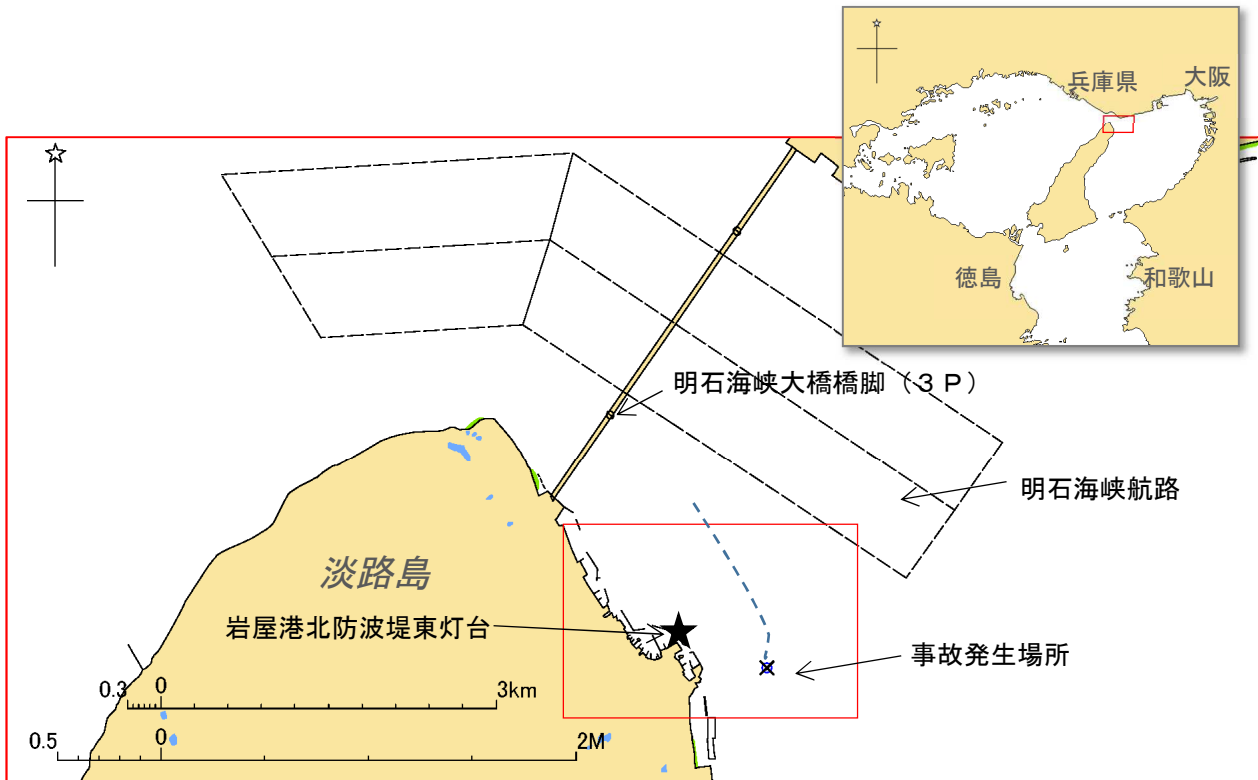 兵庫県
大阪
徳島
和歌山
明石海峡大橋橋脚（３Ｐ）
明石海峡航路
淡路島
岩屋港北防波堤東灯台
事故発生場所
0.3 0 3km
0.5 0 2M